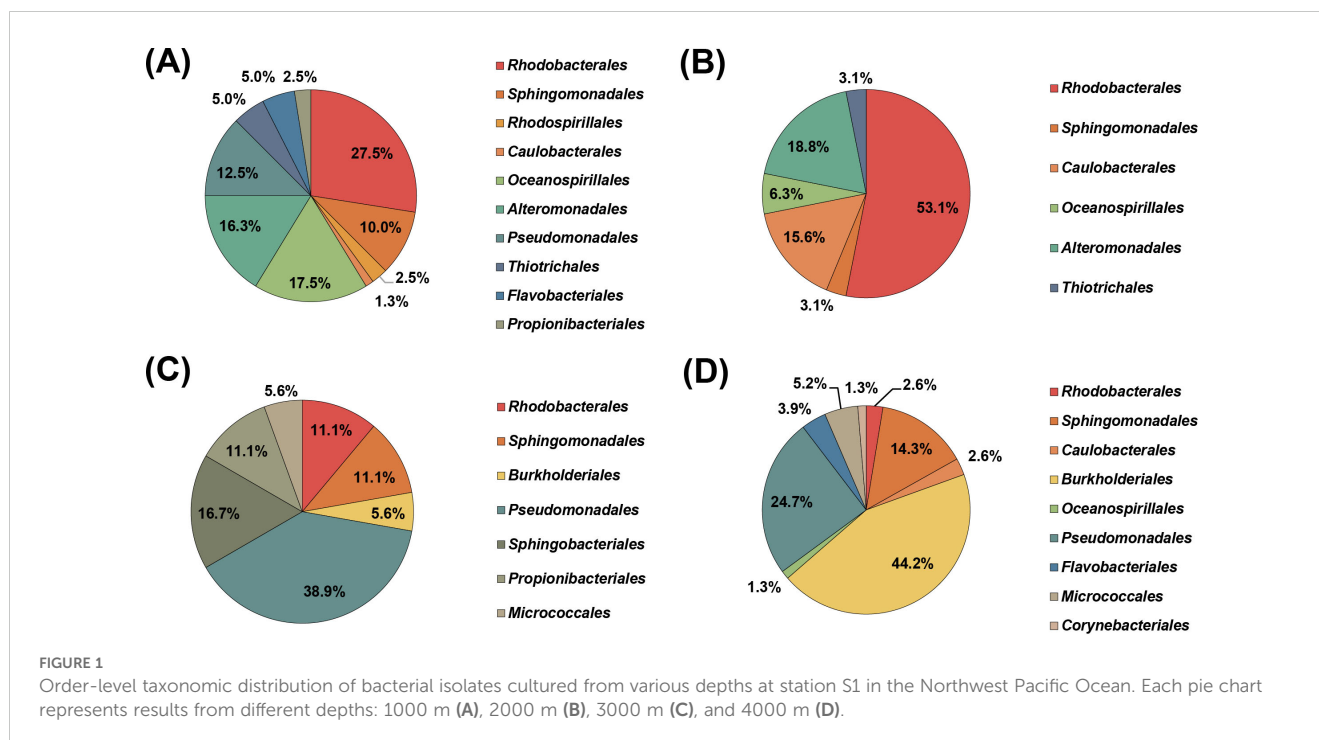 (A)
5.0%
2.5%
5.0%
27.5%
12.5%
10.0%
16.3%
2.5%
17.5%
1.3%
Rhodobacterales
Sphingomonadales
Rhodospirillales
Caulobacterales
Oceanospirillales
Alteromonadales
Pseudomonadales
Thiotrichales
Flavobacteriales
Propionibacteriales
(B)
3.1%
18.8%
6.3%
53.1%
15.6%
3.1%
Rhodobacterales
Sphingomonadales
Caulobacterales
Oceanospirillales
Alteromonadales
Thiotrichales
(C)
5.6%
11.1%
11.1%
11.1%
16.7%
5.6%
38.9%
Rhodobacterales
Sphingomonadales
Burkholderiales
Pseudomonadales
Sphingobacteriales
Propionibacteriales
Micrococcales
(D)
5.2%
1.3%
2.6%
3.9%
14.3%
2.6%
24.7%
44.2%
1.3%
Rhodobacterales
Sphingomonadales
Caulobacterales
Burkholderiales
Oceanospirillales
Pseudomonadales
Flavobacteriales
Micrococcales
Corynebacteriales
FIGURE 1
Order-level taxonomic distribution of bacterial isolates cultured from various depths at station S1 in the Northwest Pacific Ocean. Each pie chart
represents results from different depths: 1000 m (A), 2000 m (B), 3000 m (C), and 4000 m (D).